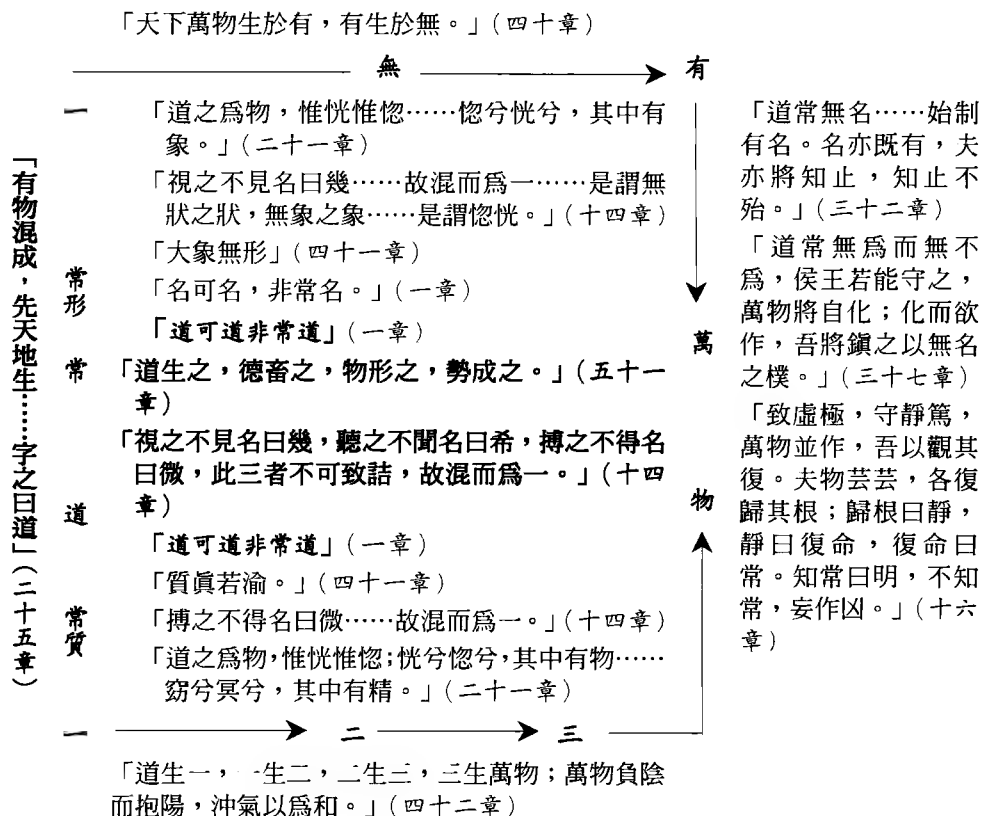 「天下萬物生於有，有生於無。」（四十章）
無 有
一
「道之爲物，惟恍惟惚……惚兮恍兮，其中有
象。」（二十一章）
「視之不見名曰幾……故混而爲一……是謂無
狀之狀，無象之象……是謂惚恍。」（十四章）
「大象無形」（四十一章）
「名可名，非常名。」（一章）
「道可道非常道」（一章）
「道生之，德畜之，物形之，勢成之。」（五十一
章）
「視之不見名曰幾，聽之不聞名曰希，搏之不得名
曰微，此三者不可致詰，故混而爲一。」（十四
章）
「道可道非常道」（一章）
「質眞若渝。」（四十一章）
「搏之不得名曰微……故混而爲一。」（十四章）
「道之爲物，惟恍惟惚；恍兮惚兮，其中有物……
窈兮冥兮，其中有精。」（二十一章）
一 二 三
「道生一，一生二，二生三，三生萬物；萬物負陰
而抱陽，沖氣以爲和。」（四十二章）
「有物混成，先天地生……字之曰道」（二十五章）
常形
常 道
常質
萬 物
「道常無名……始制
有名。名亦既有，夫
亦將知止，知止不
殆。」（三十二章）
「道常無爲而無不
爲，侯王若能守之，
萬物將自化；化而欲
作，吾將鎭之以無名
之樸。」（三十七章）
「致虛極，守靜篤，
萬物並作，吾以觀其
復。夫物芸芸，各復
歸其根；歸根曰靜，
靜曰復命，復命曰
常。知常曰明，不知
常，妄作凶。」（十六
章）